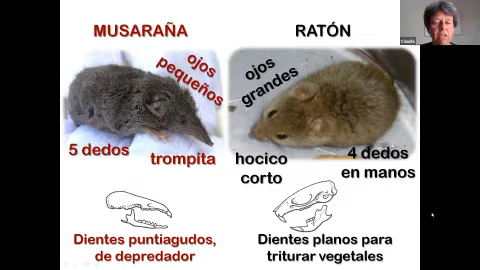 MUSARAÑA
ojos
pequeños
5 dedos
trompita
Dientes puntiagudos,
de depredador
RATÓN
ojos
grandes
hocico
corto
4 dedos
en manos
Dientes planos para
triturar vegetales
Claudia